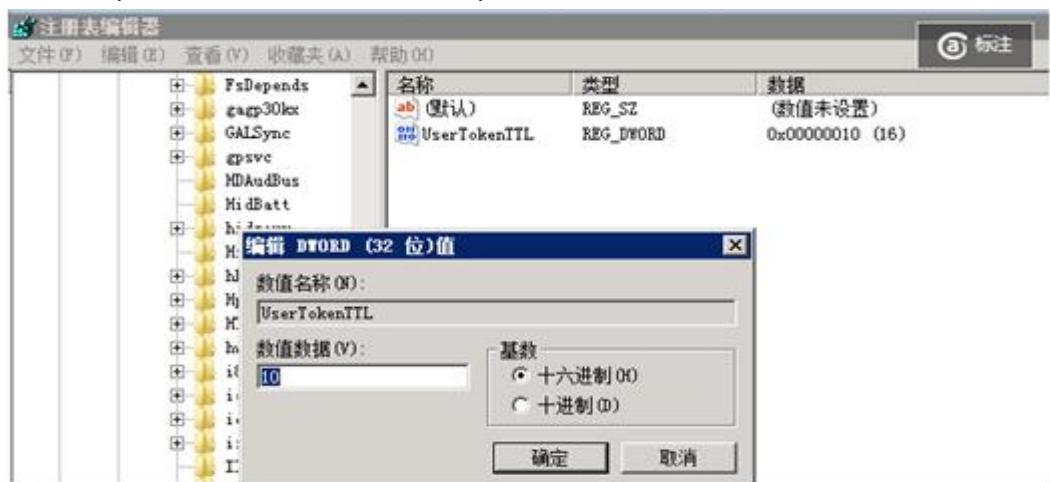 注册表编辑器
文件(F) 编辑(E) 查看(V) 收藏夹(A) 帮助(H)
a 标注
名称 类型 数据
(默认) REG_SZ (数值未设置)
UserTokenTTL REG_DWORD 0x00000010 (16)
FsDepends
gagp30kx
GALSync
gpsvc
HDAudBus
HidBatt
编辑 DWORD (32 位)值
数值名称(N):
UserTokenTTL
数值数据(V):
10
基数
十六进制(H)
十进制(D)
确定 取消